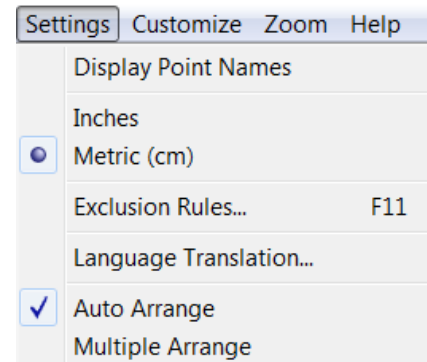 Settings Customize Zoom Help
Display Point Names
Inches
Metric (cm)
Exclusion Rules... F11
Language Translation...
Auto Arrange
Multiple Arrange